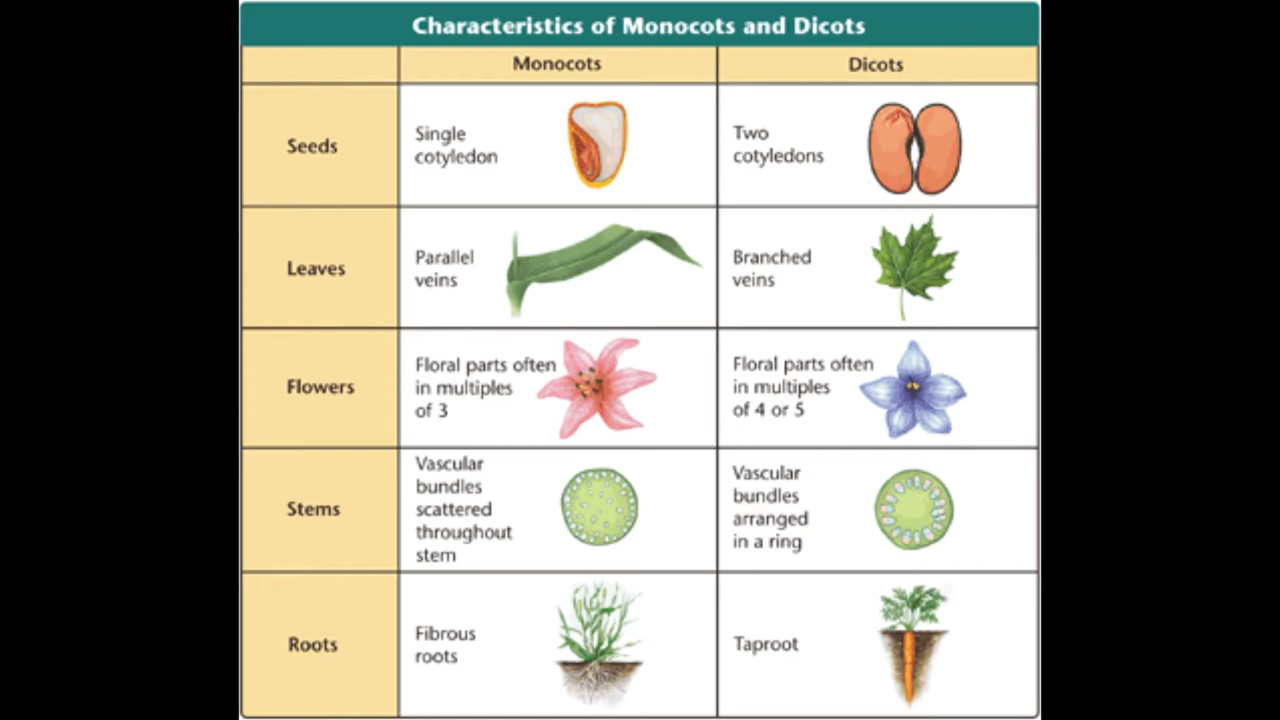 Characteristics of Monocots and Dicots
Monocots
Dicots
Seeds
Single
cotyledon
Two
cotyledons
Leaves
Parallel
veins
Branched
veins
Flowers
Floral parts often
in multiples
of 3
Floral parts often
in multiples
of 4 or 5
Stems
Vascular
bundles
scattered
throughout
stem
Vascular
bundles
arranged
in a ring
Roots
Fibrous
roots
Taproot